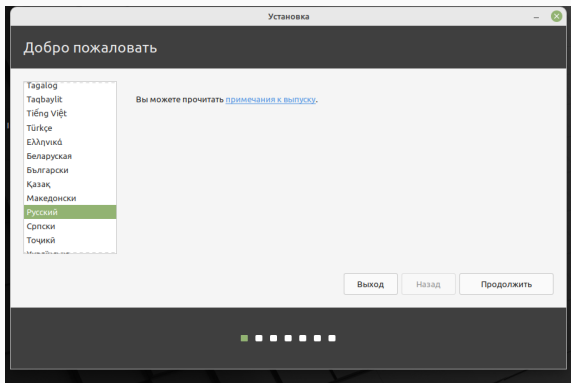 Установка
Добро пожаловать
Tagalog
Taqbaylit
Tiếng Việt
Türkçe
Ελληνικά
Беларуская
Български
Қазақ
Македонски
Русский
Српски
Тоҷикӣ
Вы можете прочитать примечания к выпуску.
Выход
Назад
Продолжить